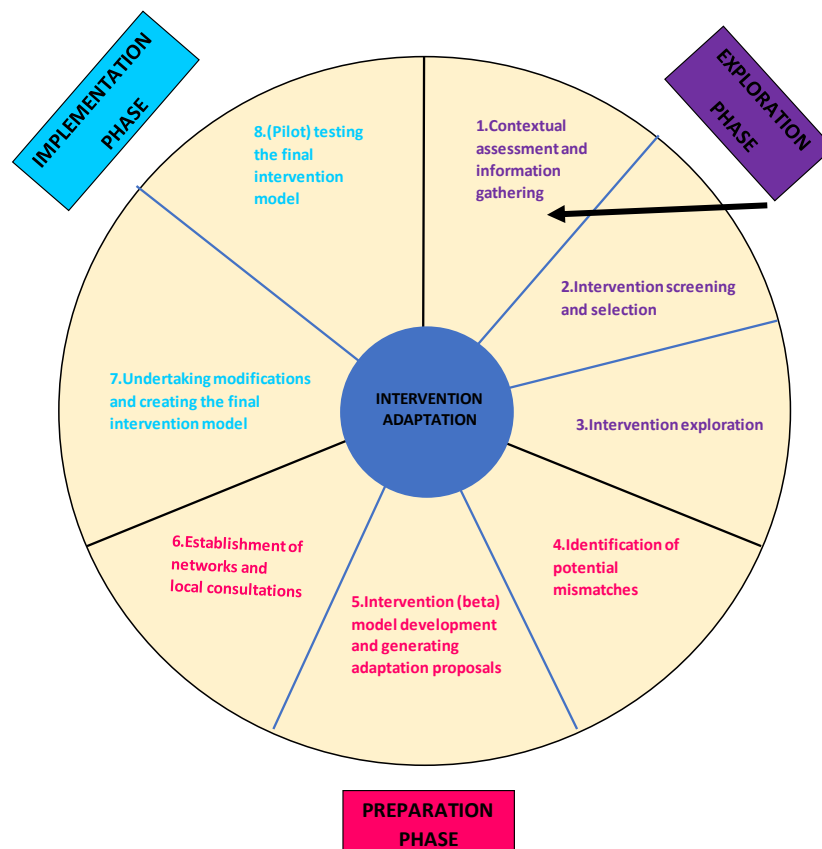 IMPLEMENTATION
PHASE
EXPLORATION
PHASE
1.Contextual
assessment and
information
gathering
2.Intervention screening
and selection
3.Intervention exploration
4.Identification of
potential
mismatches
5.Intervention (beta)
model development
and generating
adaptation proposals
6.Establishment of
networks and
local consultations
7.Undertaking modifications
and creating the final
intervention model
8.(Pilot) testing
the final
intervention
model
INTERVENTION
ADAPTATION
PREPARATION
PHASE